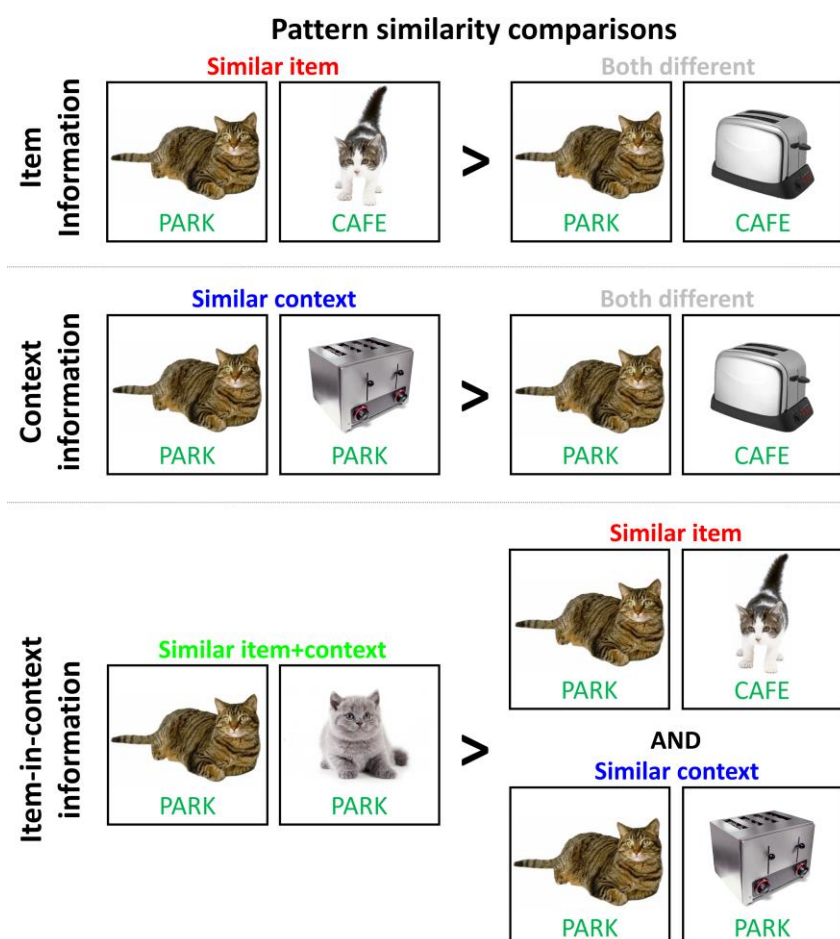 Pattern similarity comparisons
Similar item
Both different
Item
Information
PARK
CAFE
>
PARK
CAFE
Similar context
Both different
Context
information
PARK
PARK
>
PARK
CAFE
Similar item
PARK
CAFE
Item-in-context
information
Similar item+context
PARK
PARK
>
AND
Similar context
PARK
PARK